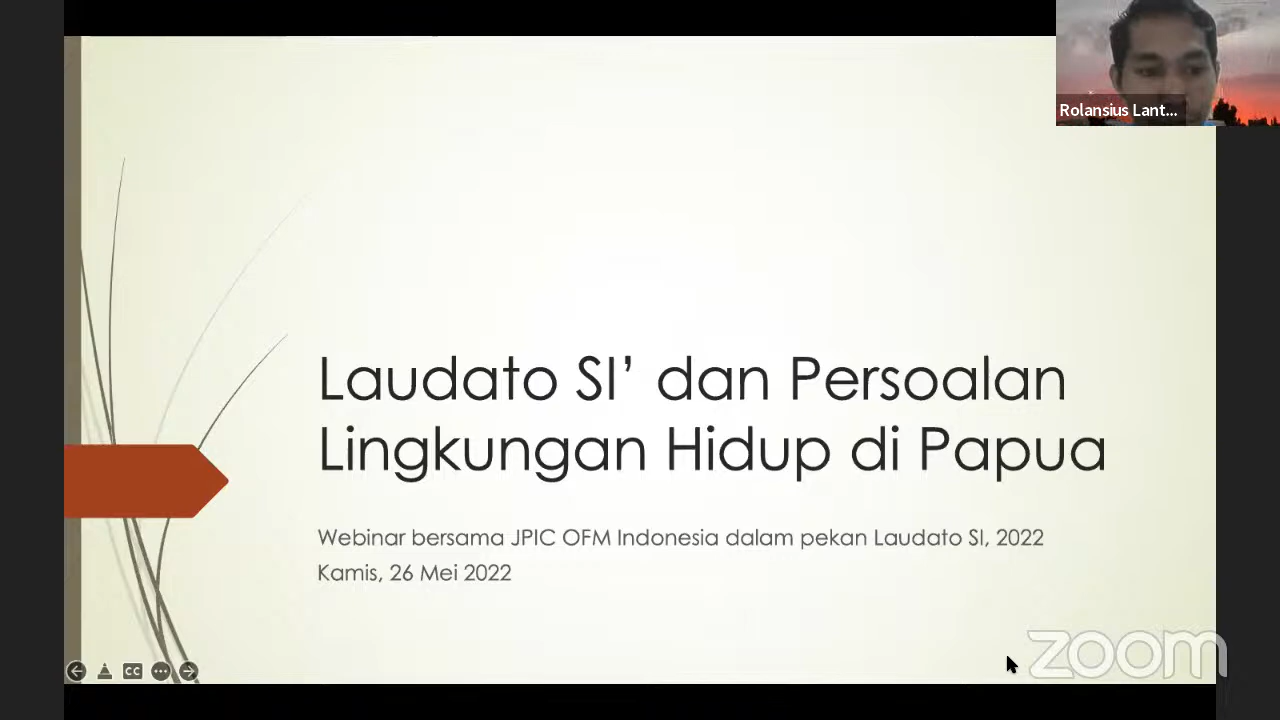 Rolansius Lant...
Laudato SI’ dan Persoalan
Lingkungan Hidup di Papua
Webinar bersama JPIC OFM Indonesia dalam pekan Laudato SI, 2022
Kamis, 26 Mei 2022
CC
zoom